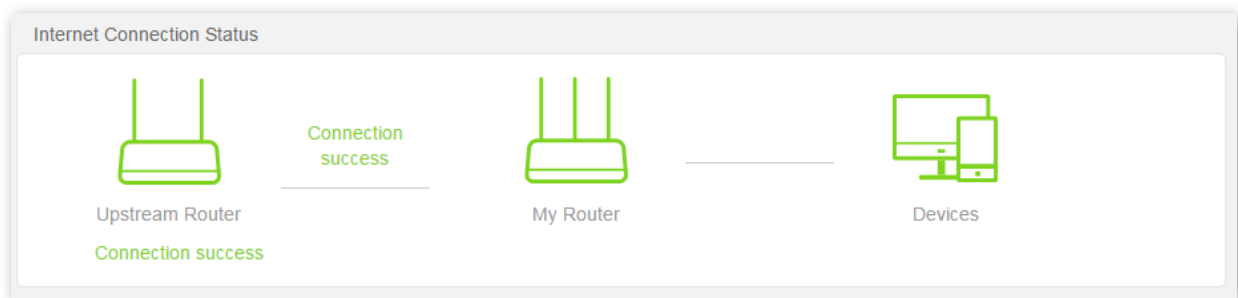 Internet Connection Status
Connection
success
Upstream Router
My Router
Devices
Connection success